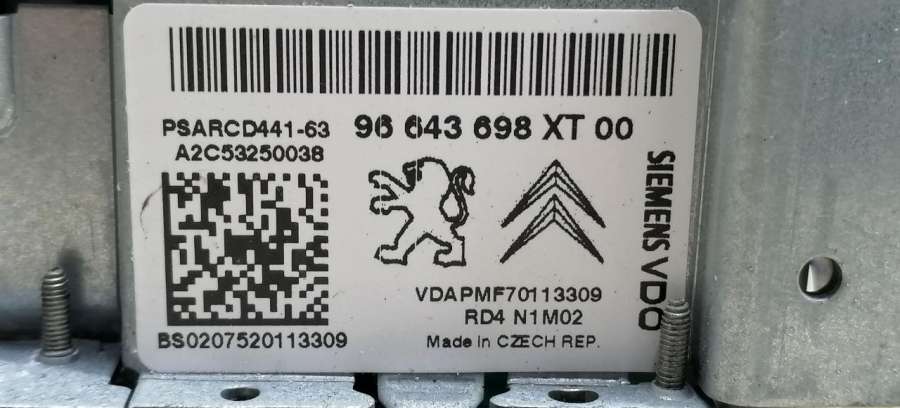 PSARCD441-63
96 643 698 XT 00
A2C53250038
SIEMENS VDO
VDAPMF70113309
RD4 N1M02
BS0207520113309
Made in CZECH REP.